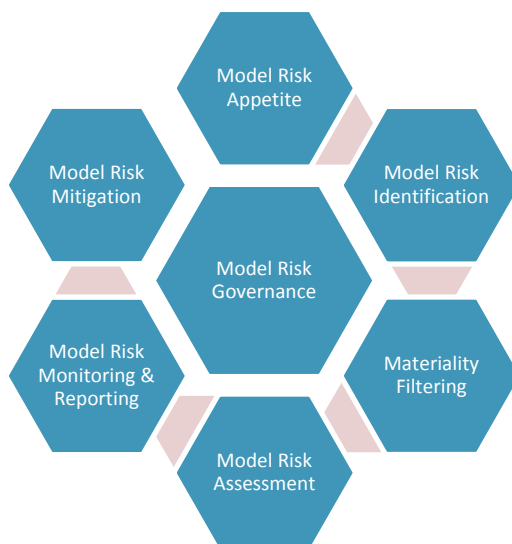 Model Risk
Appetite
Model Risk
Identification
Materiality
Filtering
Model Risk
Assessment
Model Risk
Monitoring &
Reporting
Model Risk
Mitigation
Model Risk
Governance